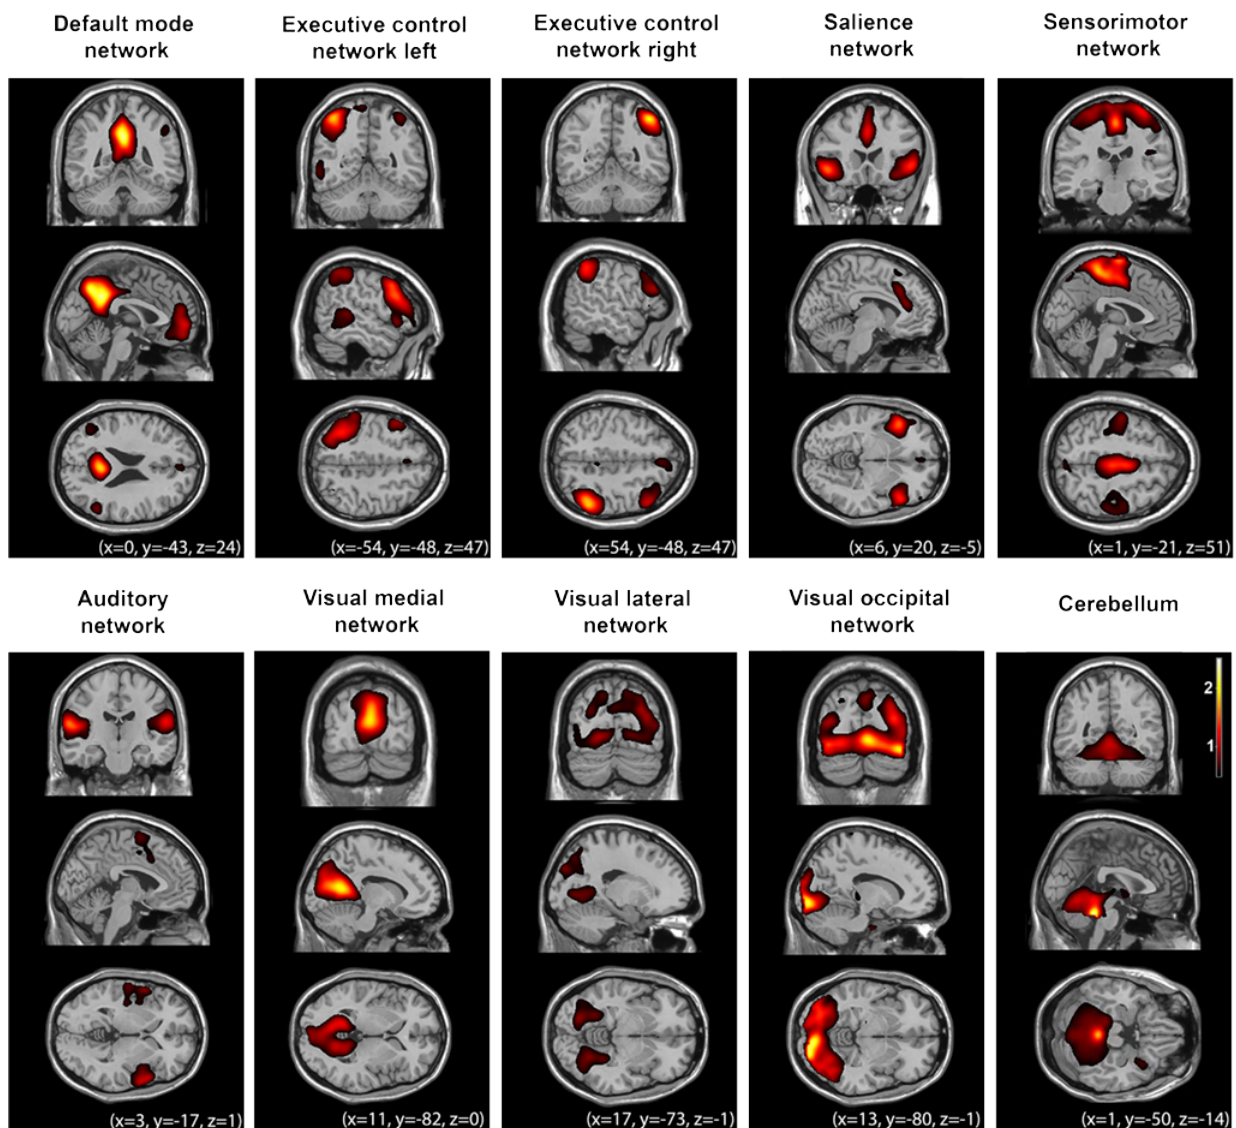 Default mode
network
Executive control
network left
Executive control
network right
Salience
network
Sensorimotor
network
(x=0, y=-43, z=24)
(x=-54, y=-48, z=47)
(x=54, y=-48, z=47)
(x=6, y=20, z=-5)
(x=1, y=-21, z=51)
Auditory
network
Visual medial
network
Visual lateral
network
Visual occipital
network
Cerebellum
2
1
(x=3, y=-17, z=1)
(x=11, y=-82, z=0)
(x=17, y=-73, z=-1)
(x=13, y=-80, z=-1)
(x=1, y=-50, z=-14)